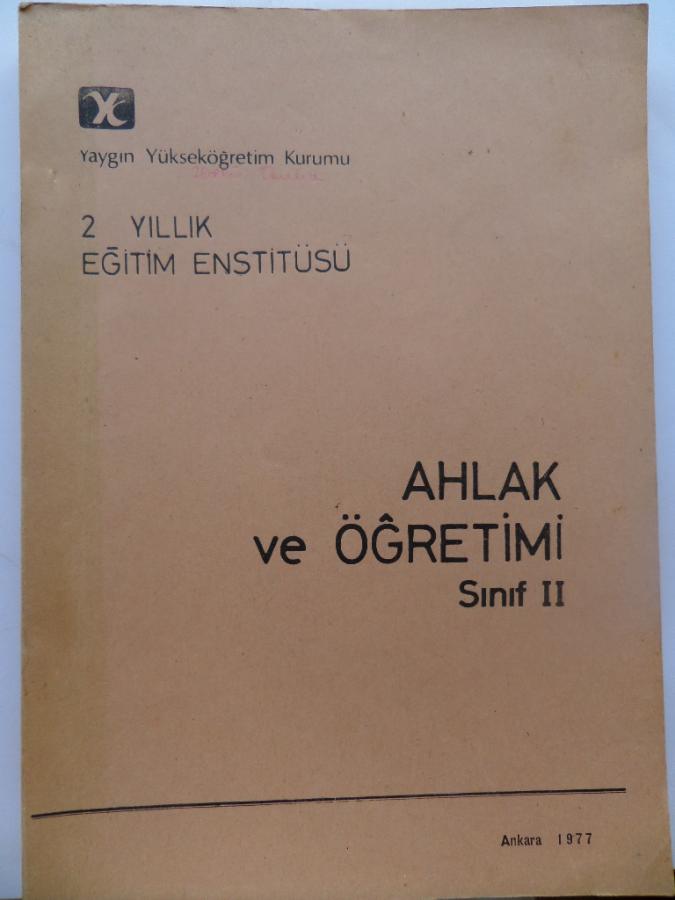 Yaygın Yükseköğretim Kurumu
2 YILLIK
EĞİTİM ENSTİTÜSÜ
AHLAK
ve ÖĞRETİMİ
Sınıf II
Ankara 1977